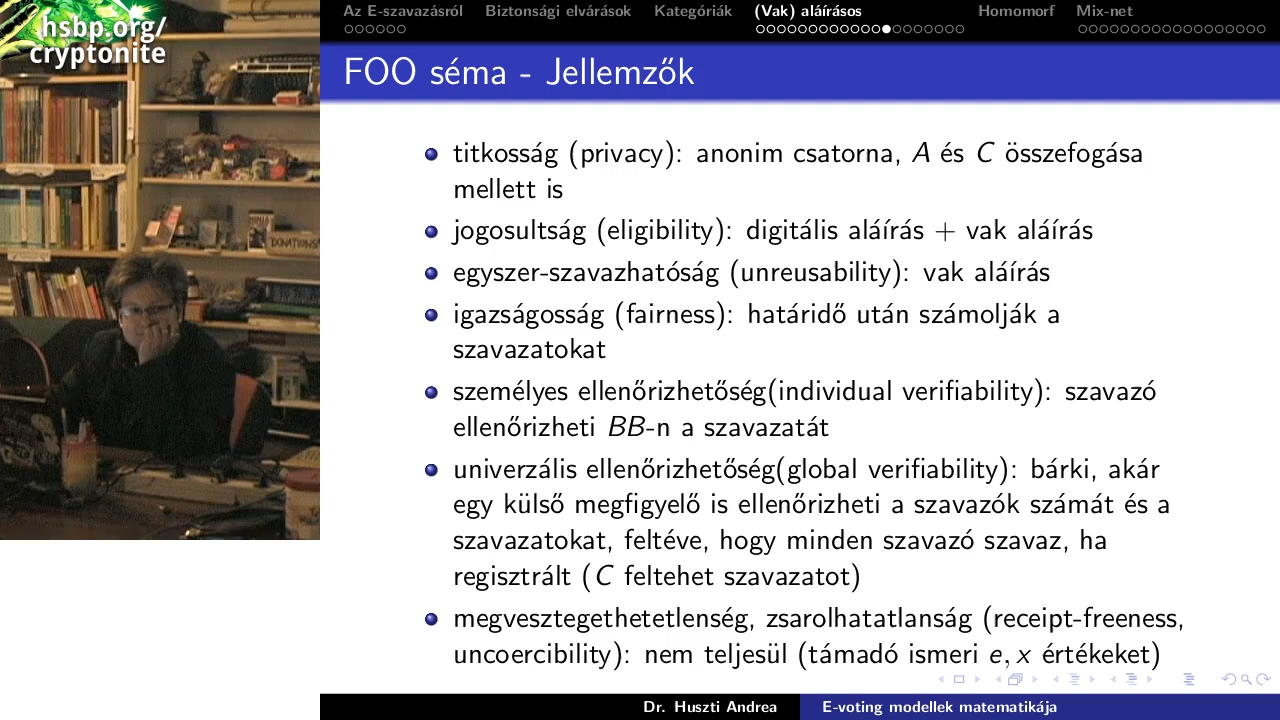 hsbp.org/
cryptonite
NINJA
DONATIONS
Az E-szavazásról Biztonsági elvárások Kategóriák (Vak) aláírásos Homomorf Mix-net
FOO séma - Jellemzők
titkosság (privacy): anonim csatorna, A és C összefogása
mellett is
jogosultság (eligibility): digitális aláírás + vak aláírás
egyszer-szavazhatóság (unreusability): vak aláírás
igazságosság (fairness): határidő után számolják a
szavazatokat
személyes ellenőrizhetőség(individual verifiability): szavazó
ellenőrizheti BB-n a szavazatát
univerzális ellenőrizhetőség(global verifiability): bárki, akár
egy külső megfigyelő is ellenőrizheti a szavazók számát és a
szavazatokat, feltéve, hogy minden szavazó szavaz, ha
regisztrált (C feltehet szavazatot)
megvesztegethetetlenség, zsarolhatatlanság (receipt-freeness,
uncoercibility): nem teljesül (támadó ismeri e, x értékeket)
Dr. Huszti Andrea E-voting modellek matematikája